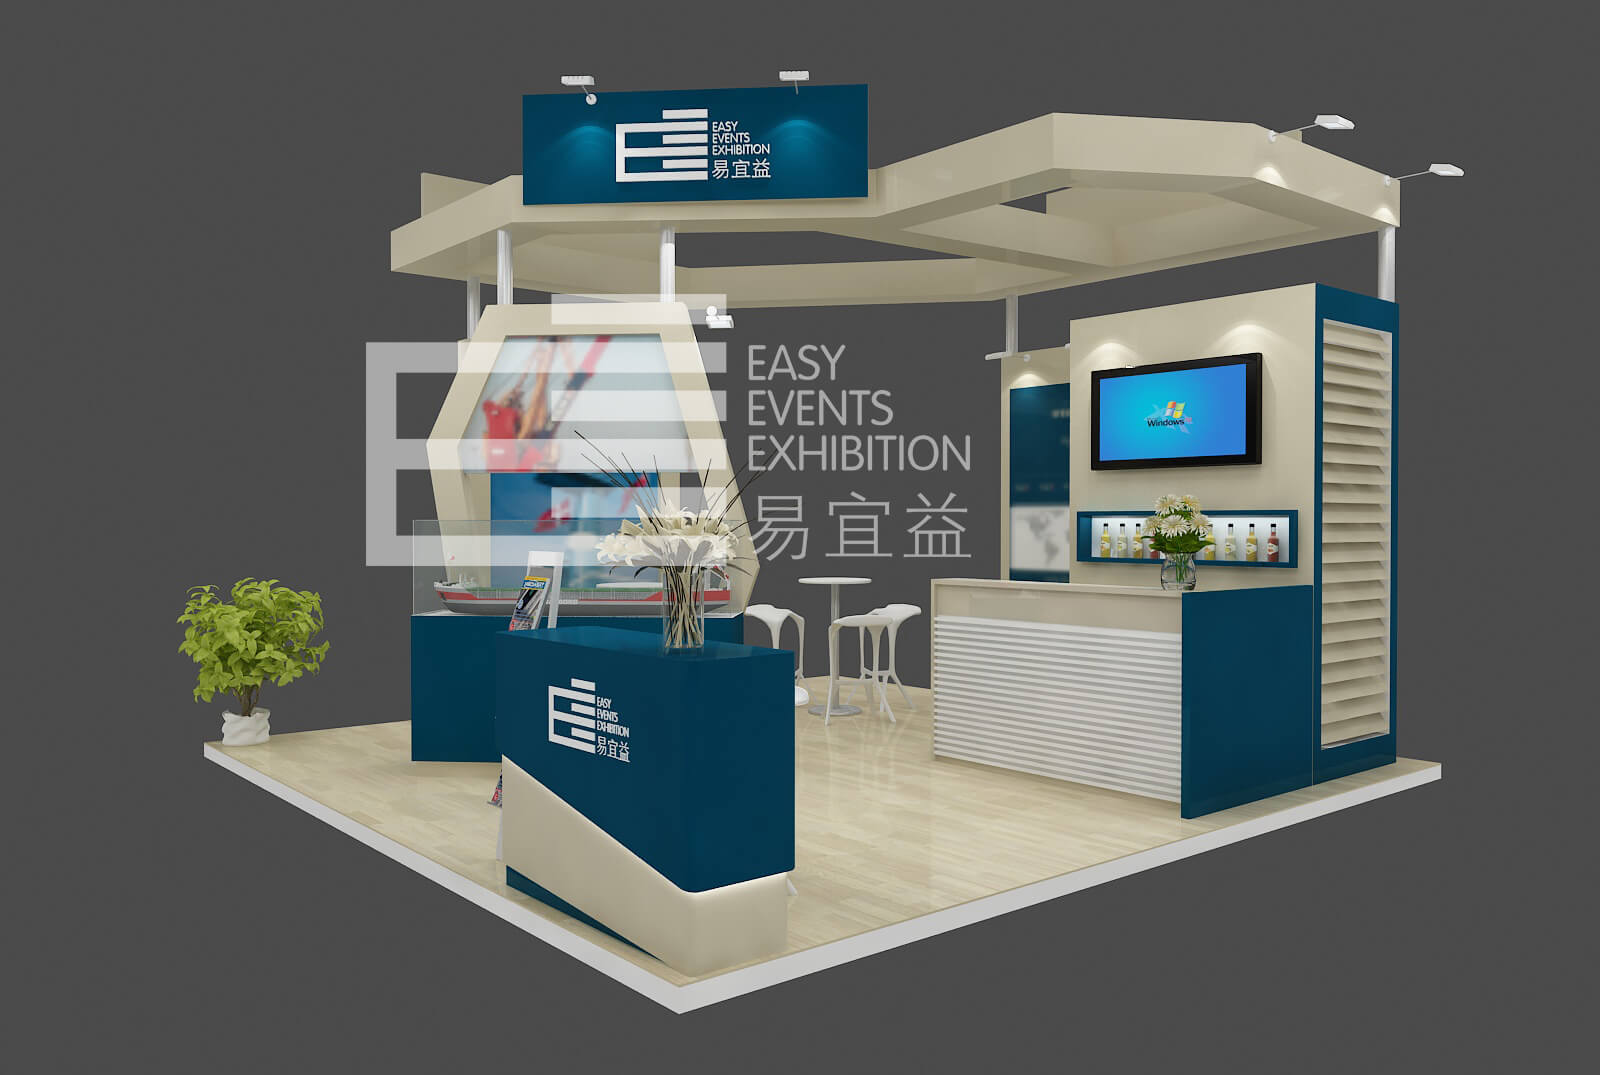 EASY
EVENTS
EXHIBITION
易宜益
EASY
EVENTS
EXHIBITION
易宜益
Windows
EASY
EVENTS
EXHIBITION
易宜益